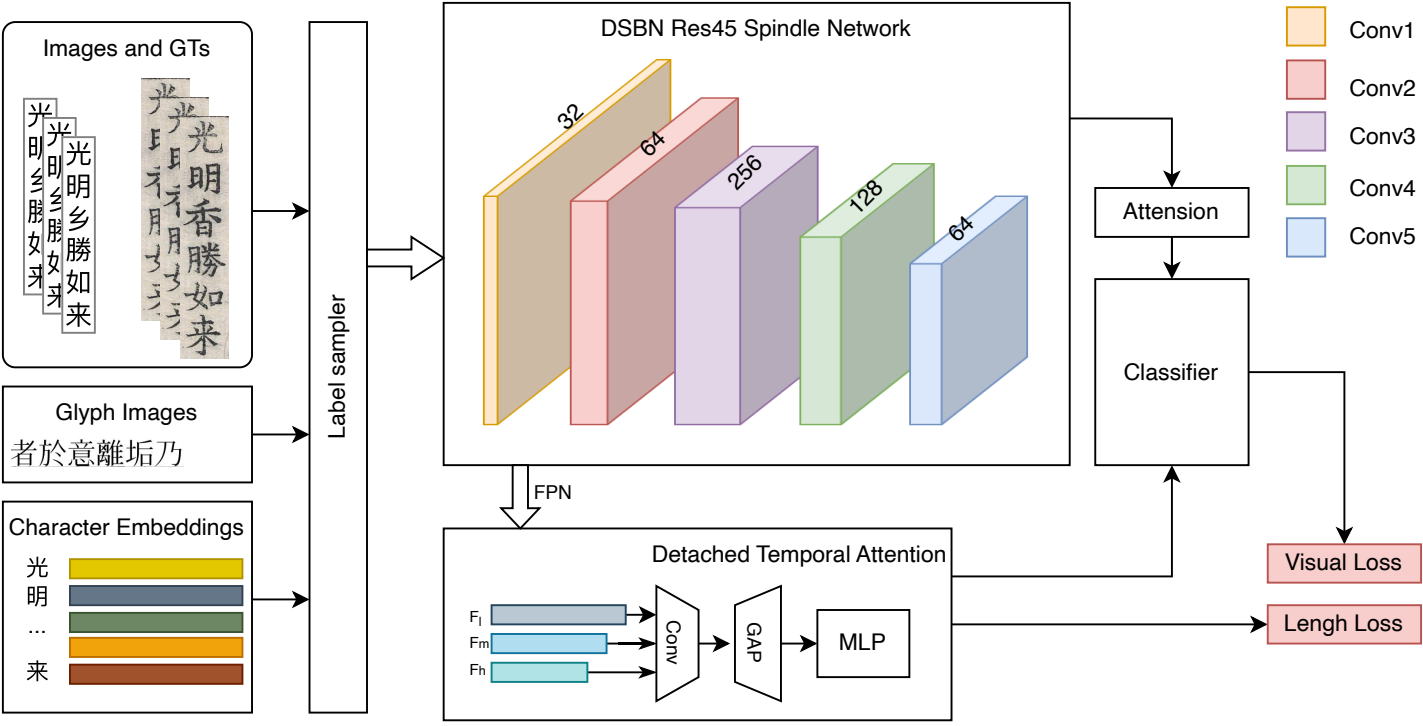 Images and GTs
光明乡勝如来
光明香勝如来
Glyph Images
者於意離垢乃
Character Embeddings
光
明
...
来
Label sampler
DSBN Res45 Spindle Network
32
64
256
128
64
FPN
Detached Temporal Attention
Fl
Fm
Fh
Conv
GAP
MLP
Attension
Classifier
Visual Loss
Lengh Loss
Conv1
Conv2
Conv3
Conv4
Conv5